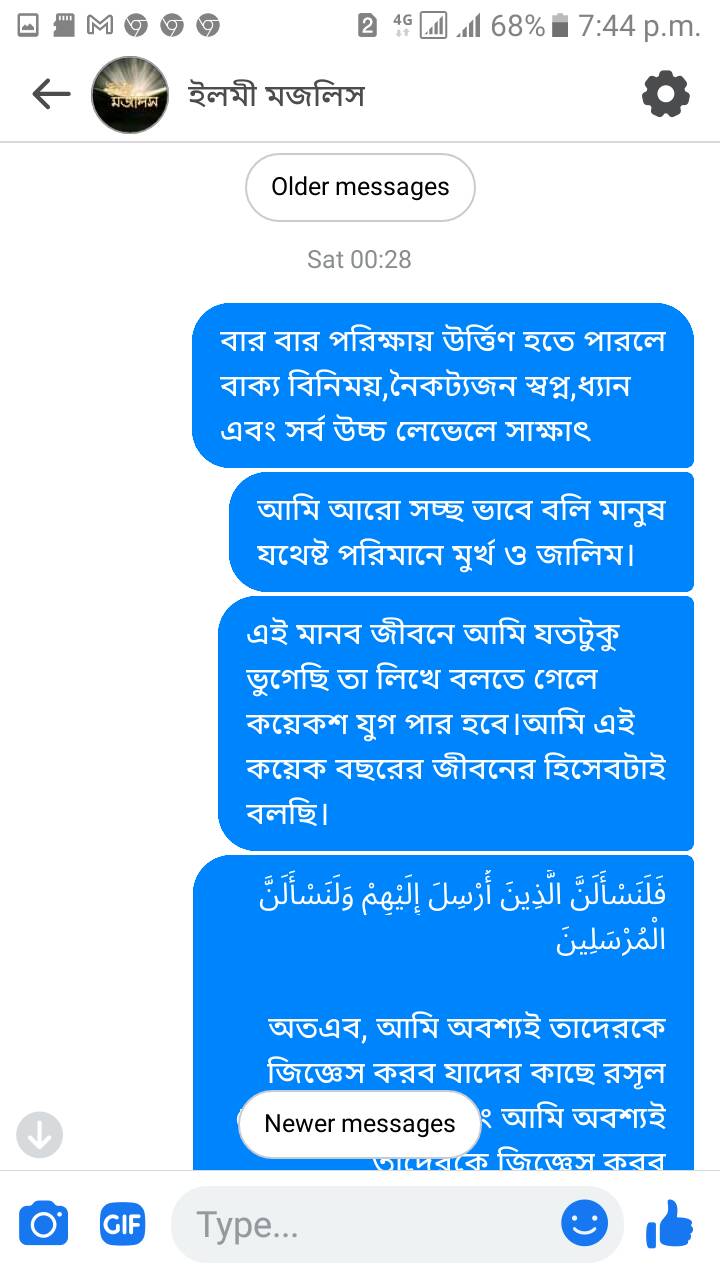 2 4G 68% 7:44 p.m.
ইলমী মজলিস
Older messages
Sat 00:28
বার বার পরিক্ষায় উর্ত্তিণ হতে পারলে
বাক্য বিনিময়,নৈকট্যজন স্বপ্ন,ধ্যান
এবং সর্ব উচ্চ লেভেলে সাক্ষাৎ
আমি আরো সচ্ছ ভাবে বলি মানুষ
যথেষ্ট পরিমানে মুর্খ ও জালিম।
এই মানব জীবনে আমি যতটুকু
ভুগেছি তা লিখে বলতে গেলে
কয়েকশ যুগ পার হবে।আমি এই
কয়েক বছরের জীবনের হিসেবটাই
বলছি।
فَلَنَسْأَلَنَّ الَّذِينَ أُرْسِلَ إِلَيْهِمْ وَلَنَسْأَلَنَّ
الْمُرْسَلِينَ
অতএব, আমি অবশ্যই তাদেরকে
জিজ্ঞেস করব যাদের কাছে রসূল
আমি অবশ্যই
Newer messages
তাদেরকে জিজ্ঞেস করব
GIF
Type...